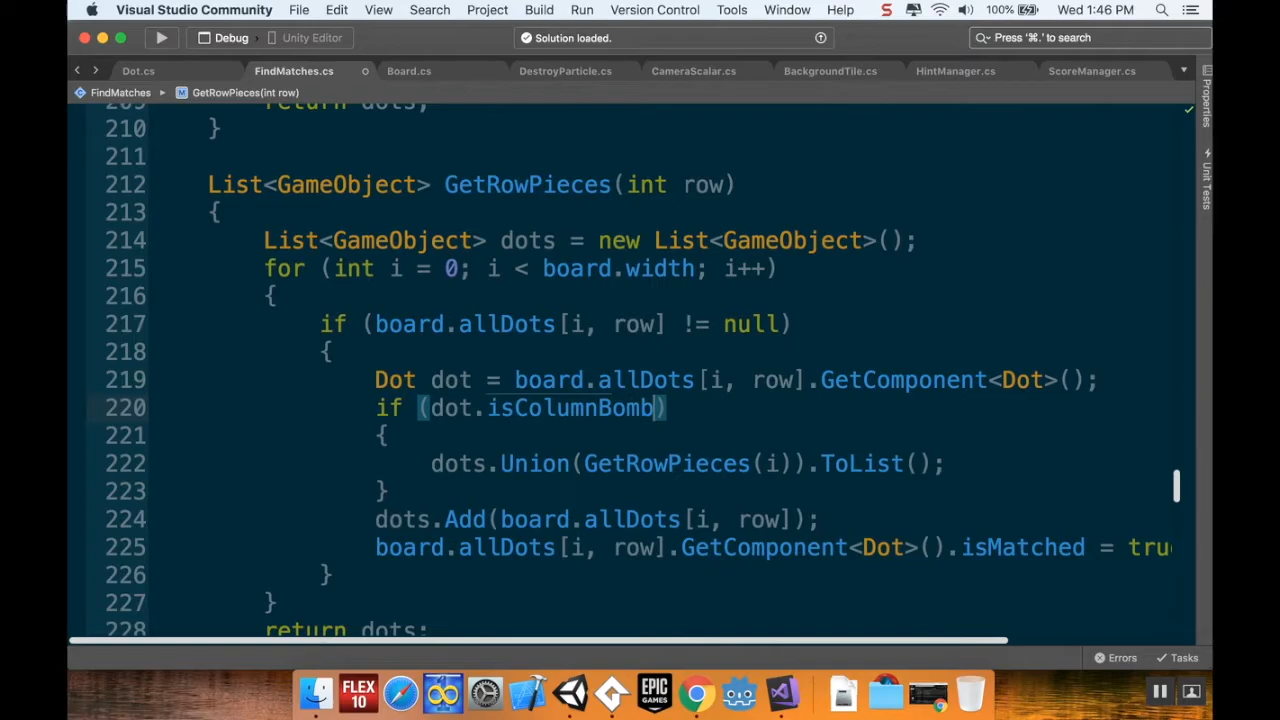 Visual Studio Community File Edit View Search Project Build Run Version Control Tools Window Help S 100% Wed 1:46 PM
Debug Unity Editor Solution loaded. Press '⌘.' to search
Dot.cs FindMatches.cs Board.cs DestroyParticle.cs CameraScalar.cs BackgroundTile.cs HintManager.cs ScoreManager.cs
FindMatches M GetRowPieces(int row)
Properties
Unit Tests
209 return dots;
210 }
211
212 List<GameObject> GetRowPieces(int row)
213 {
214 List<GameObject> dots = new List<GameObject>();
215 for (int i = 0; i < board.width; i++)
216 {
217 if (board.allDots[i, row] != null)
218 {
219 Dot dot = board.allDots[i, row].GetComponent<Dot>();
220 if (dot.isColumnBomb)
221 {
222 dots.Union(GetRowPieces(i)).ToList();
223 }
224 dots.Add(board.allDots[i, row]);
225 board.allDots[i, row].GetComponent<Dot>().isMatched = tru
226 }
227 }
228 return dots;
Errors Tasks
FLEX
10
EPIC
GAMES